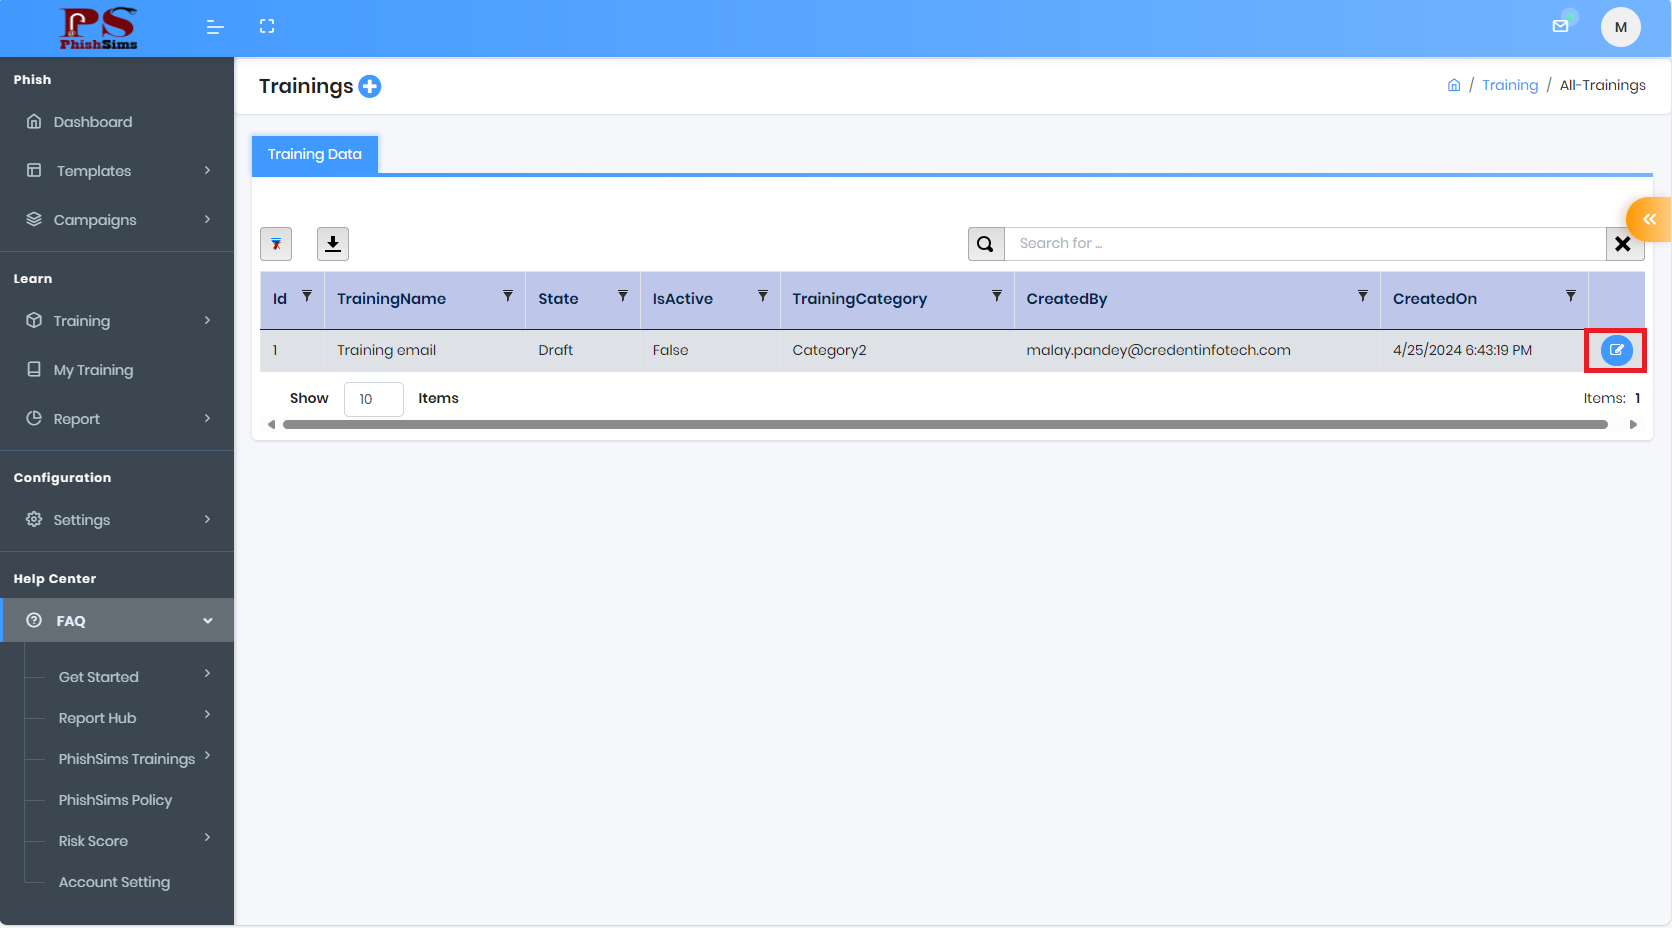 PS
PhishSims
M
Phish
Dashboard
Templates
Campaigns
Learn
Training
My Training
Report
Configuration
Settings
Help Center
FAQ
Get Started
Report Hub
PhishSims Trainings
PhishSims Policy
Risk Score
Account Setting
Trainings
/ Training / All-Trainings
Training Data
Search for ...
Id TrainingName State IsActive TrainingCategory CreatedBy CreatedOn
1 Training email Draft False Category2 malay.pandey@credentinfotech.com 4/25/2024 6:43:19 PM
Show 10 Items
Items: 1